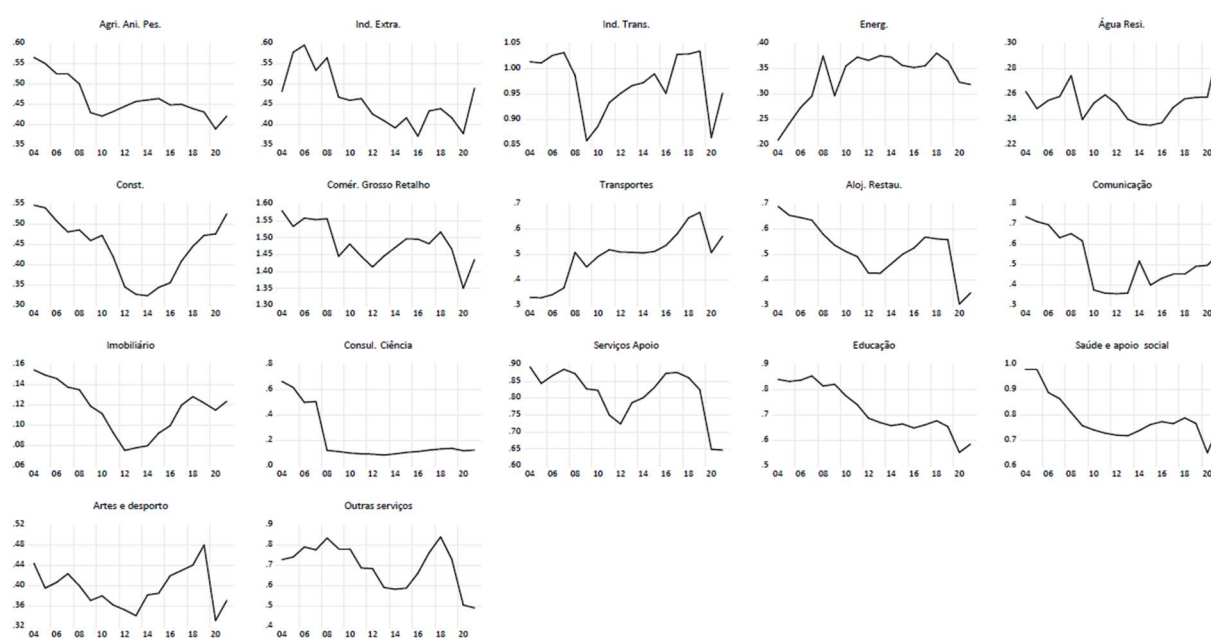 Agri. Ani. Pes.
.60
.55
.50
.45
.40
.35
04 06 08 10 12 14 16 18 20
Ind. Extra.
.60
.55
.50
.45
.40
.35
04 06 08 10 12 14 16 18 20
Ind. Trans.
1.05
1.00
0.95
0.90
0.85
04 06 08 10 12 14 16 18 20
Energ.
.40
.35
.30
.25
.20
04 06 08 10 12 14 16 18 20
Água Resi.
.30
.28
.26
.24
.22
04 06 08 10 12 14 16 18 20
Const.
.55
.50
.45
.40
.35
.30
04 06 08 10 12 14 16 18 20
Comér. Grosso Retalho
1.60
1.55
1.50
1.45
1.40
1.35
1.30
04 06 08 10 12 14 16 18 20
Transportes
.7
.6
.5
.4
.3
04 06 08 10 12 14 16 18 20
Aloj. Restau.
.7
.6
.5
.4
.3
04 06 08 10 12 14 16 18 20
Comunicação
.8
.7
.6
.5
.4
.3
04 06 08 10 12 14 16 18 20
Imobiliário
.16
.14
.12
.10
.08
.06
04 06 08 10 12 14 16 18 20
Consul. Ciência
.8
.6
.4
.2
.0
04 06 08 10 12 14 16 18 20
Serviços Apoio
.90
.85
.80
.75
.70
.65
.60
04 06 08 10 12 14 16 18 20
Educação
.9
.8
.7
.6
.5
04 06 08 10 12 14 16 18 20
Saúde e apoio social
1.0
0.9
0.8
0.7
0.6
04 06 08 10 12 14 16 18 20
Artes e desporto
.52
.48
.44
.40
.36
.32
04 06 08 10 12 14 16 18 20
Outras serviços
.9
.8
.7
.6
.5
.4
04 06 08 10 12 14 16 18 20